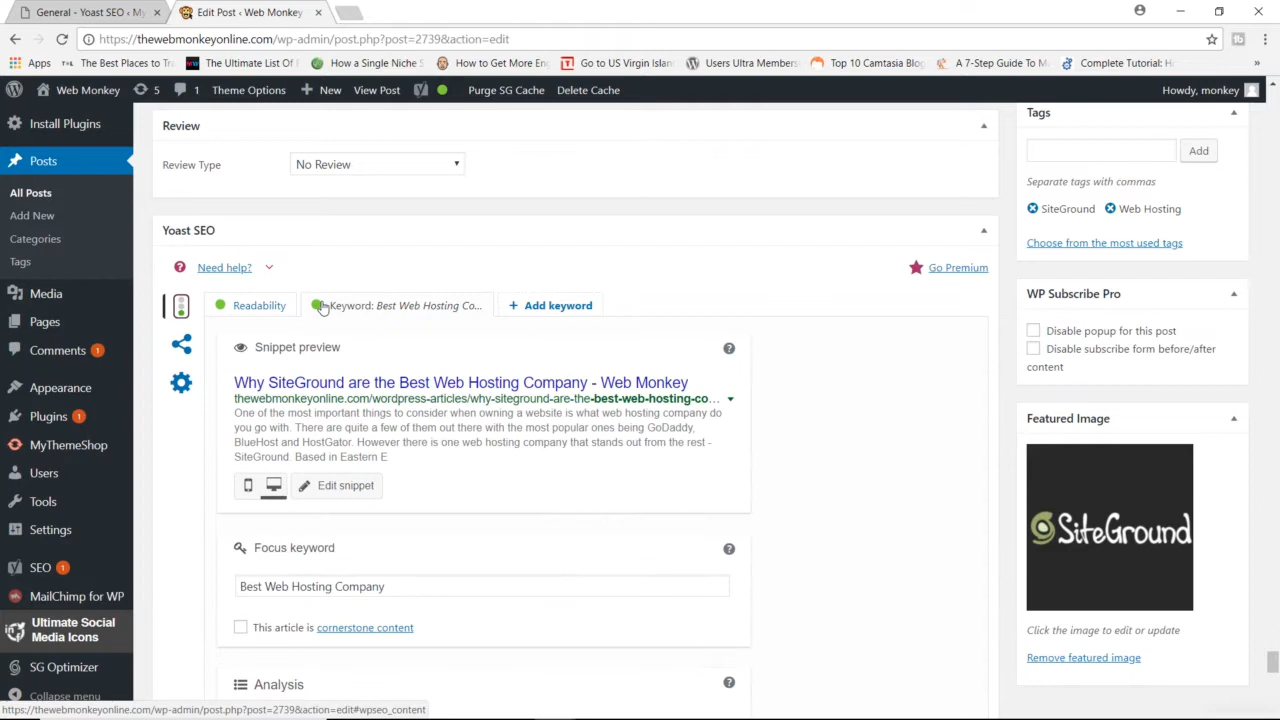 General - Yoast SEO ‹ My
Edit Post ‹ Web Monkey
https://thewebmonkeyonline.com/wp-admin/post.php?post=2739&action=edit
Apps
The Best Places to Tr
The Ultimate List Of
How a Single Niche S
How to Get More En
Go to US Virgin Islan
Users Ultra Members
Top 10 Camtasia Blog
A 7-Step Guide To M
Complete Tutorial: H
»
Web Monkey
5
1
Theme Options
New
View Post
Purge SG Cache
Delete Cache
Howdy, monkey
Install Plugins
Posts
All Posts
Add New
Categories
Tags
Media
Pages
Comments 1
Appearance
Plugins 1
MyThemeShop
Users
Tools
Settings
SEO 1
MailChimp for WP
Ultimate Social
Media Icons
SG Optimizer
Collapse menu
Review
Review Type
No Review
Yoast SEO
Need help?
Go Premium
Readability
Keyword: Best Web Hosting Co...
+ Add keyword
Snippet preview
Why SiteGround are the Best Web Hosting Company - Web Monkey
thewebmonkeyonline.com/wordpress-articles/why-siteground-are-the-best-web-hosting-co...
One of the most important things to consider when owning a website is what web hosting company do
you go with. There are quite a few of them out there with the most popular ones being GoDaddy,
BlueHost and HostGator. However there is one web hosting company that stands out from the rest -
SiteGround. Based in Eastern E
Edit snippet
Focus keyword
Best Web Hosting Company
This article is cornerstone content
Analysis
Tags
Add
Separate tags with commas
SiteGround
Web Hosting
Choose from the most used tags
WP Subscribe Pro
Disable popup for this post
Disable subscribe form before/after
content
Featured Image
SiteGround
Click the image to edit or update
Remove featured image
https://thewebmonkeyonline.com/wp-admin/post.php?post=2739&action=edit#wpseo_content